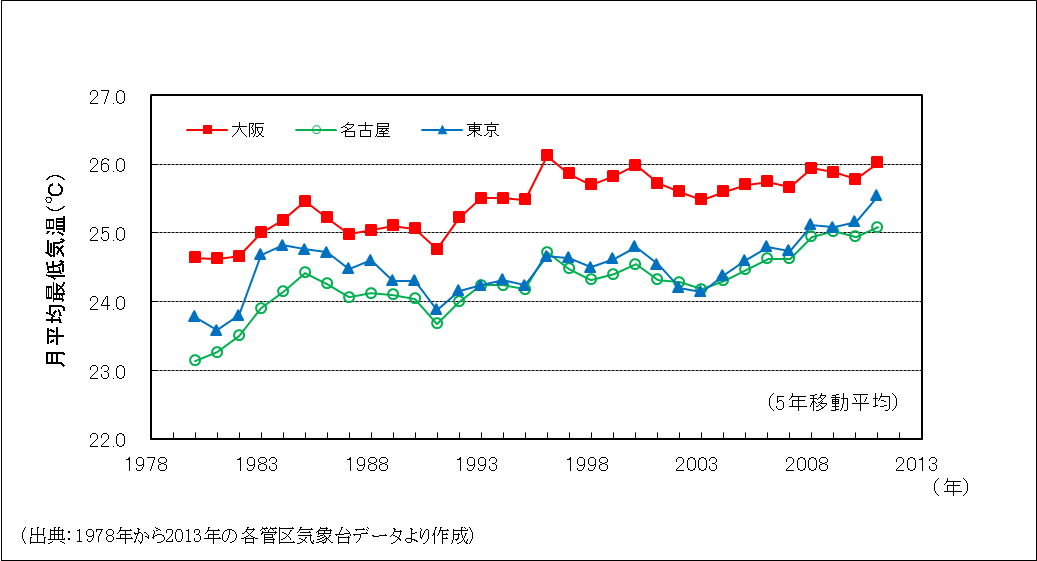 27.0
大阪 名古屋 東京
26.0
25.0
24.0
23.0
22.0
月平均最低気温(℃)
(5年移動平均)
1978 1983 1988 1993 1998 2003 2008 2013
(年)
(出典:1978年から2013年の各管区気象台データより作成)